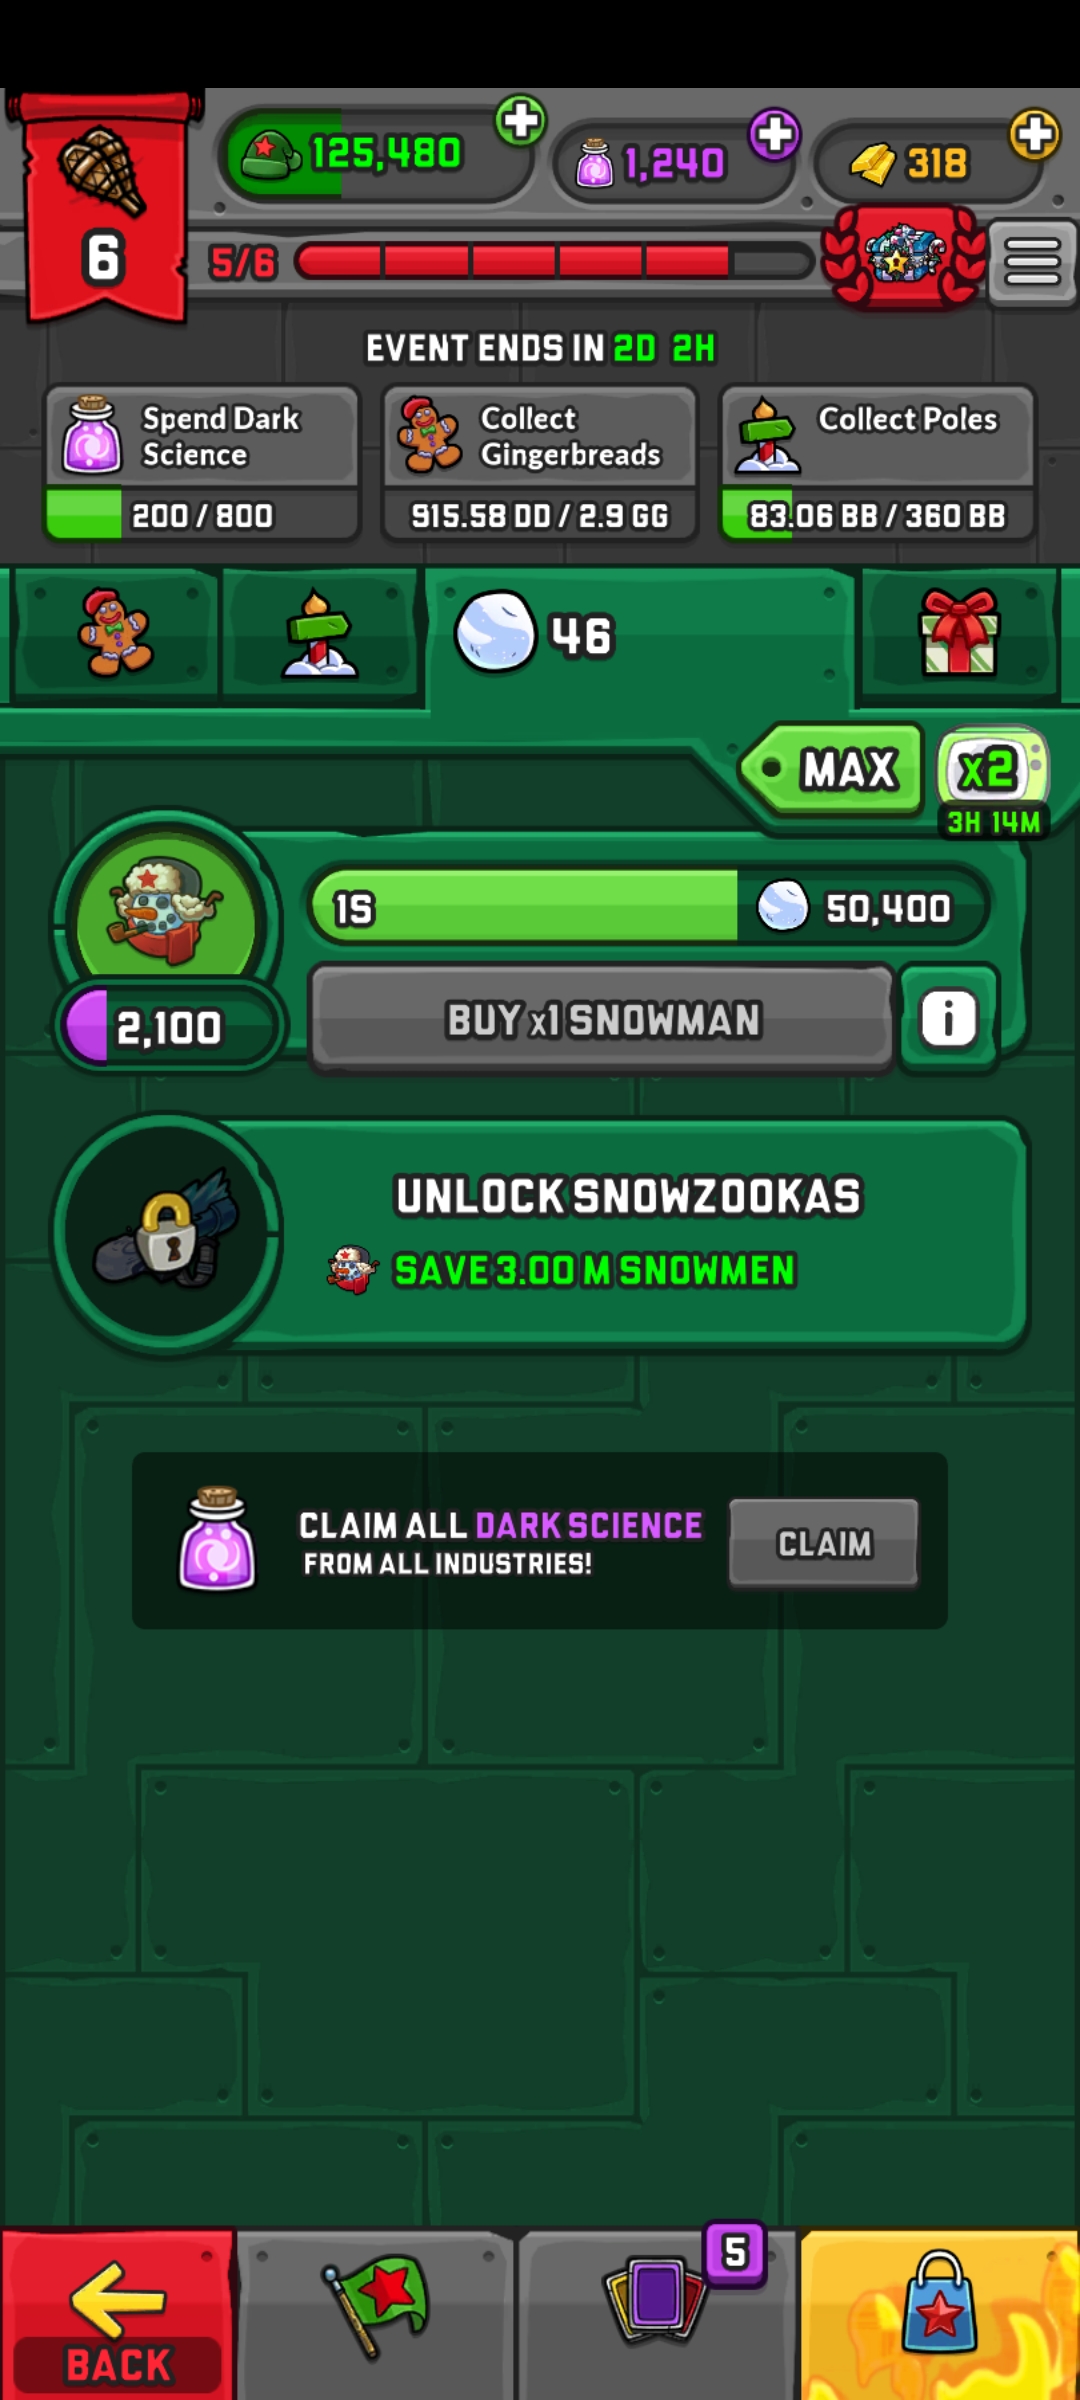 125,480
1,240
318
6
5/6
EVENT ENDS IN 2D 2H
Spend Dark
Science
200 / 800
Collect
Gingerbreads
915.58 DD / 2.9 GG
Collect Poles
83.06 BB / 360 BB
46
MAX
x2
3H 14M
1S
50,400
2,100
BUY x1 SNOWMAN
i
UNLOCK SNOWZOOKAS
SAVE 3.00 M SNOWMEN
CLAIM ALL DARK SCIENCE
FROM ALL INDUSTRIES!
CLAIM
5
BACK